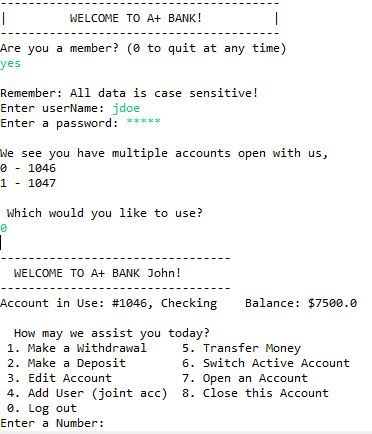 ----------------------------------------
|         WELCOME TO A+ BANK!          |
----------------------------------------
Are you a member? (0 to quit at any time)
yes
Remember: All data is case sensitive!
Enter userName: jdoe
Enter a password: *****
We see you have multiple accounts open with us,
0 - 1046
1 - 1047
Which would you like to use?
0
---------------------------------
WELCOME TO A+ BANK John!
---------------------------------
Account in Use: #1046, Checking    Balance: $7500.0
How may we assist you today?
1. Make a Withdrawal     5. Transfer Money
2. Make a Deposit        6. Switch Active Account
3. Edit Account          7. Open an Account
4. Add User (joint acc)  8. Close this Account
0. Log out
Enter a Number: